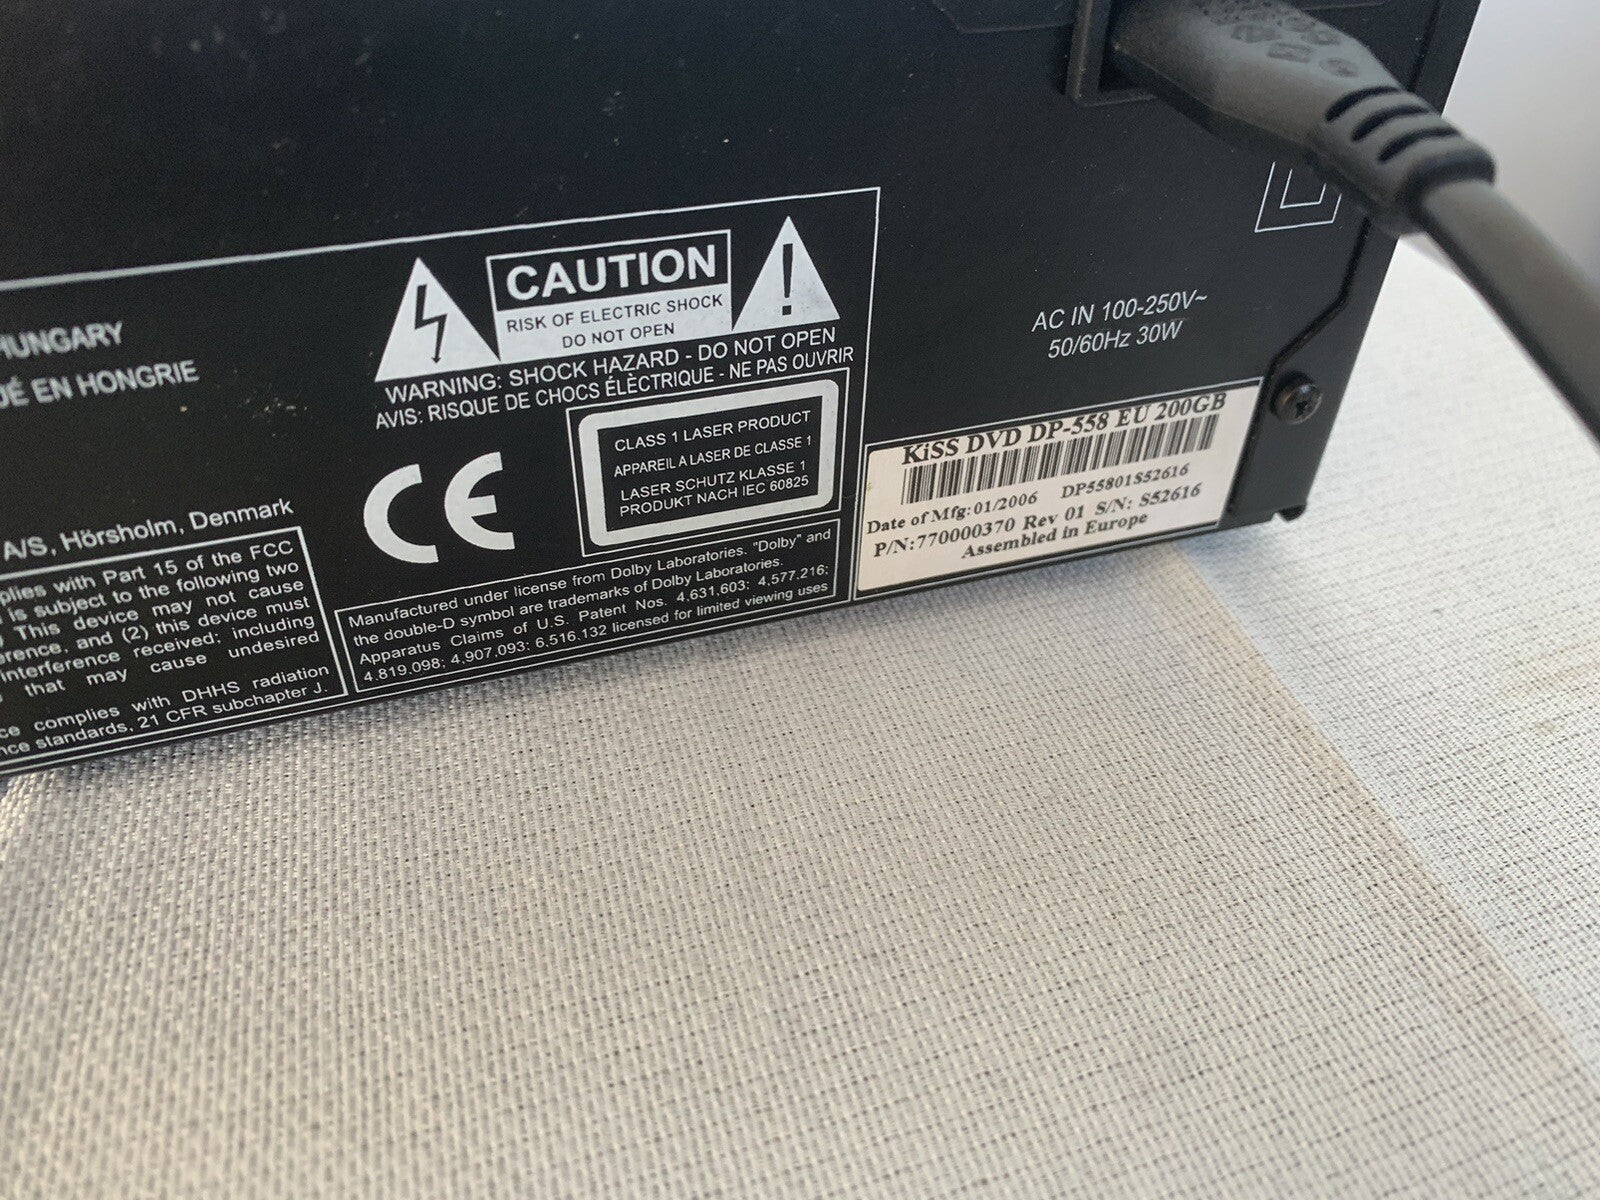 HUNGARY
EN HONGRIE
A/S, Hörsholm, Denmark
with Part 15 of the FCC
is subject to the following two
This device may not cause
and (2) this device must
interference received; including
that may cause undesired
complies with DHHS radiation
standards, 21 CFR subchapter J.
CAUTION
RISK OF ELECTRIC SHOCK
DO NOT OPEN
WARNING: SHOCK HAZARD - DO NOT OPEN
AVIS: RISQUE DE CHOCS ÉLÈCTRIQUE - NE PAS OUVRIR
CE
CLASS 1 LASER PRODUCT
APPAREIL A LASER DE CLASSE 1
LASER SCHUTZ KLASSE 1
PRODUKT NACH IEC 60825
Manufactured under license from Dolby Laboratories. "Dolby" and
the double-D symbol are trademarks of Dolby Laboratories.
Apparatus Claims of U.S. Patent Nos. 4,631,603; 4,577,216;
4.819.098; 4,907,093; 6,516,132 licensed for limited viewing uses
AC IN 100-250V~
50/60Hz 30W
KiSS DVD DP-558 EU 200GB
Date of Mfg:01/2006 DP55801S52616
P/N:770000370 Rev 01 S/N: S52616
Assembled in Europe